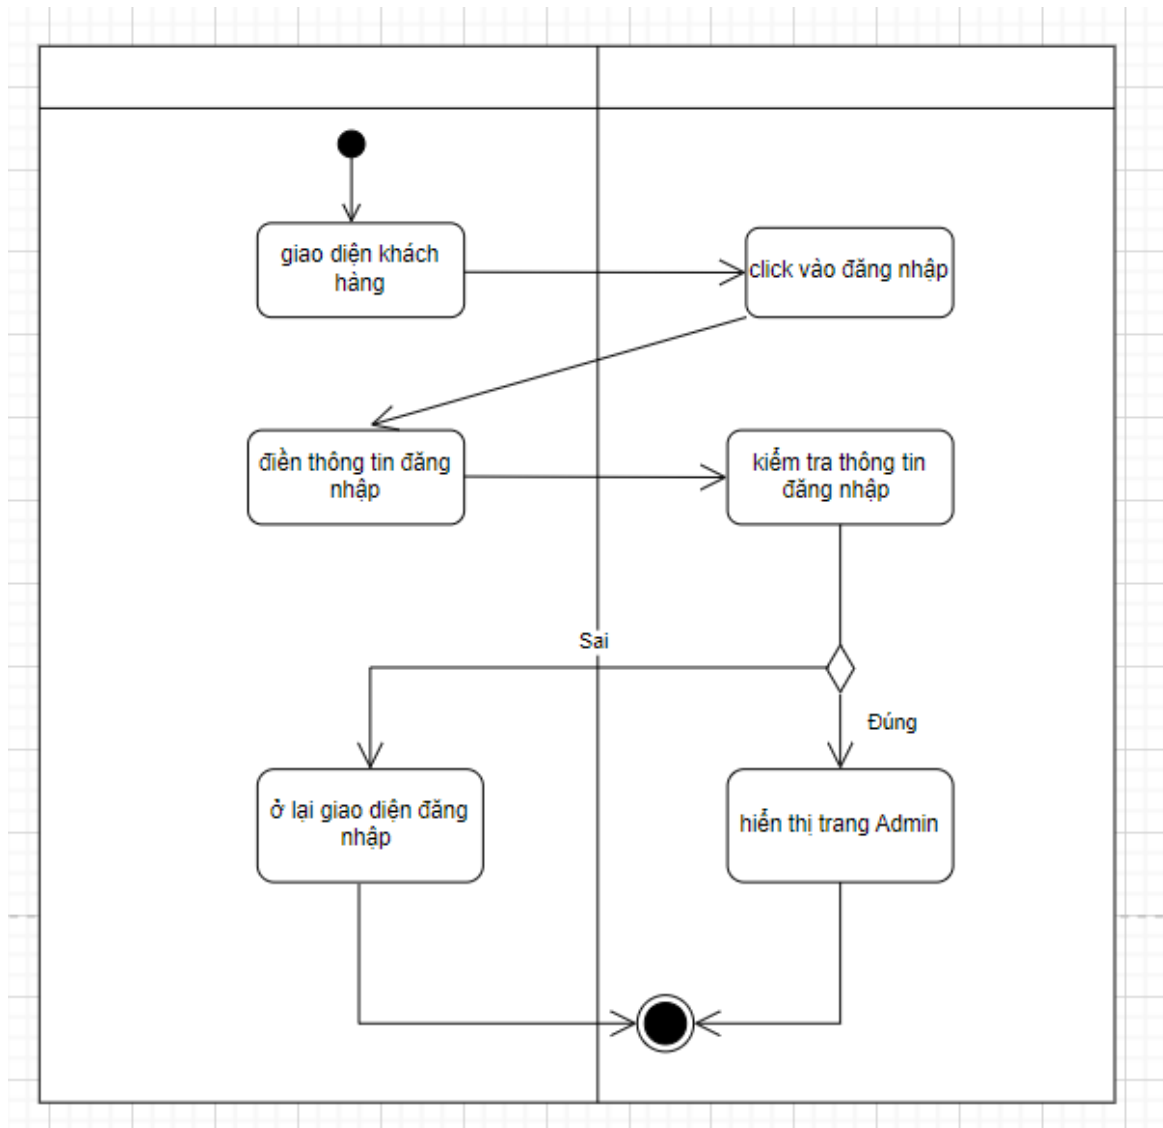 giao diện khách
hàng
click vào đăng nhập
điền thông tin đăng
nhập
kiểm tra thông tin
đăng nhập
Sai
Đúng
ở lại giao diện đăng
nhập
hiển thị trang Admin